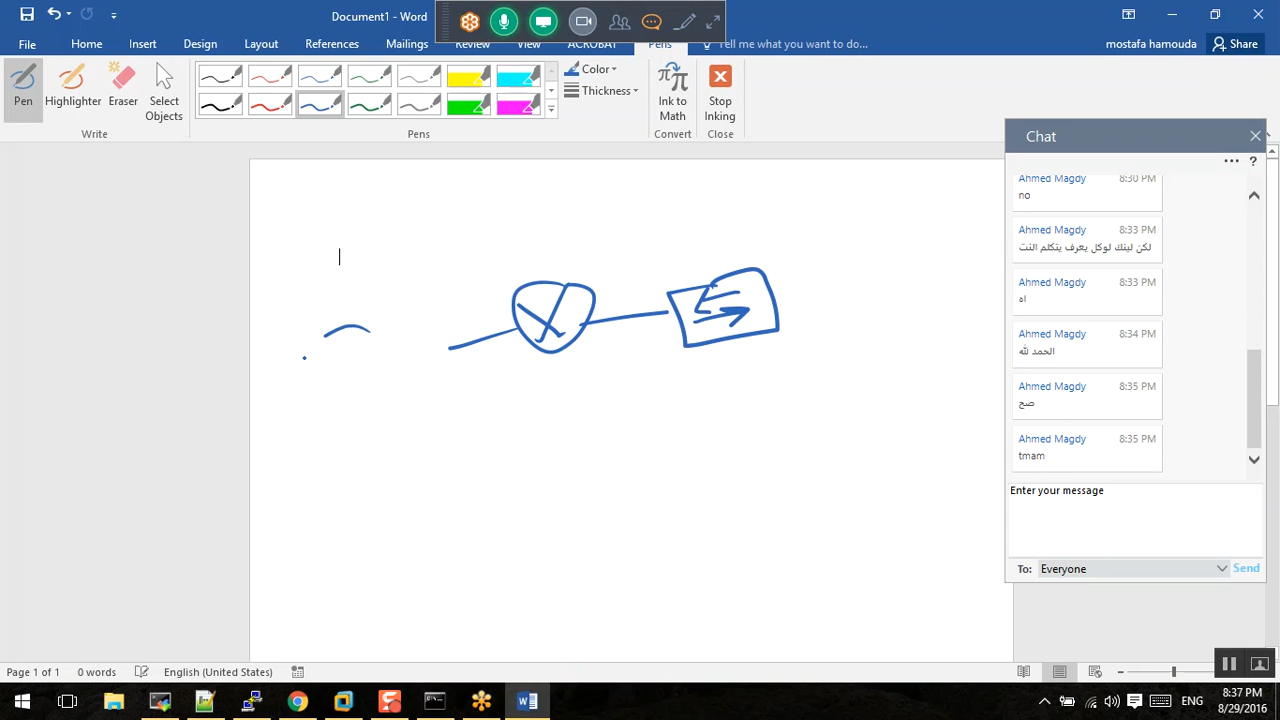 Document1 - Word
File
Home
Insert
Design
Layout
References
Mailings
Review
View
ACROBAT
Pens
Tell me what you want to do...
mostafa hamouda
Share
Pen
Highlighter
Eraser
Select Objects
Color
Thickness
Ink to Math
Stop Inking
Write
Pens
Convert
Close
Chat
?
Ahmed Magdy 8:30 PM
no
Ahmed Magdy 8:33 PM
لكن لينك لوكل يعرف يتكلم النت
Ahmed Magdy 8:33 PM
اه
Ahmed Magdy 8:34 PM
الحمد لله
Ahmed Magdy 8:35 PM
صح
Ahmed Magdy 8:35 PM
tmam
Enter your message
To: Everyone Send
Page 1 of 1 0 words English (United States)
ENG
8:37 PM
8/29/2016